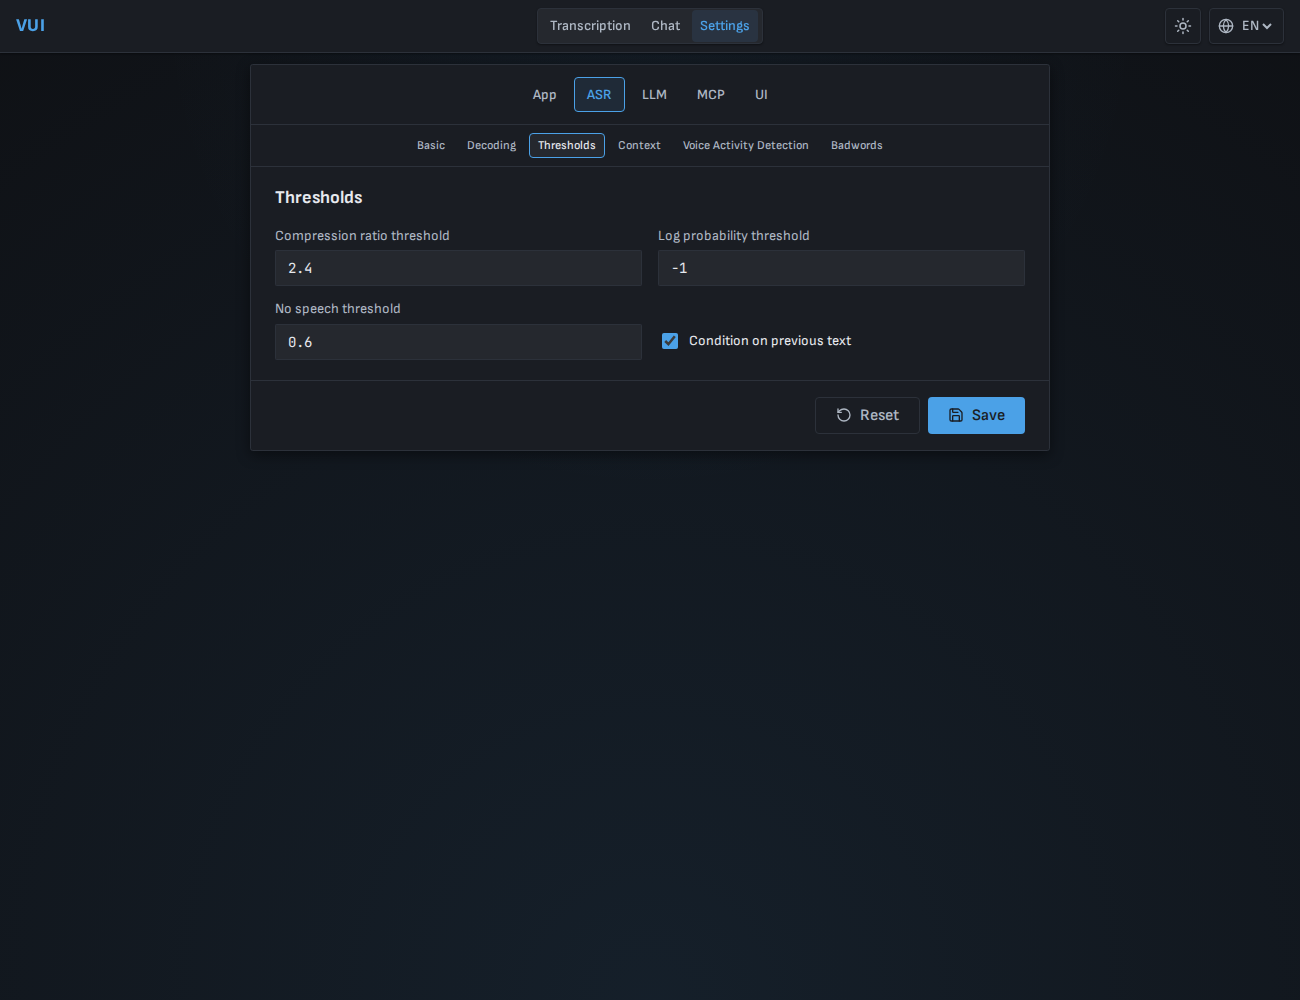 VUI
Transcription Chat Settings
EN
App ASR LLM MCP UI
Basic Decoding Thresholds Context Voice Activity Detection Badwords
Thresholds
Compression ratio threshold Log probability threshold
2.4 -1
No speech threshold
0.6 Condition on previous text
Reset Save